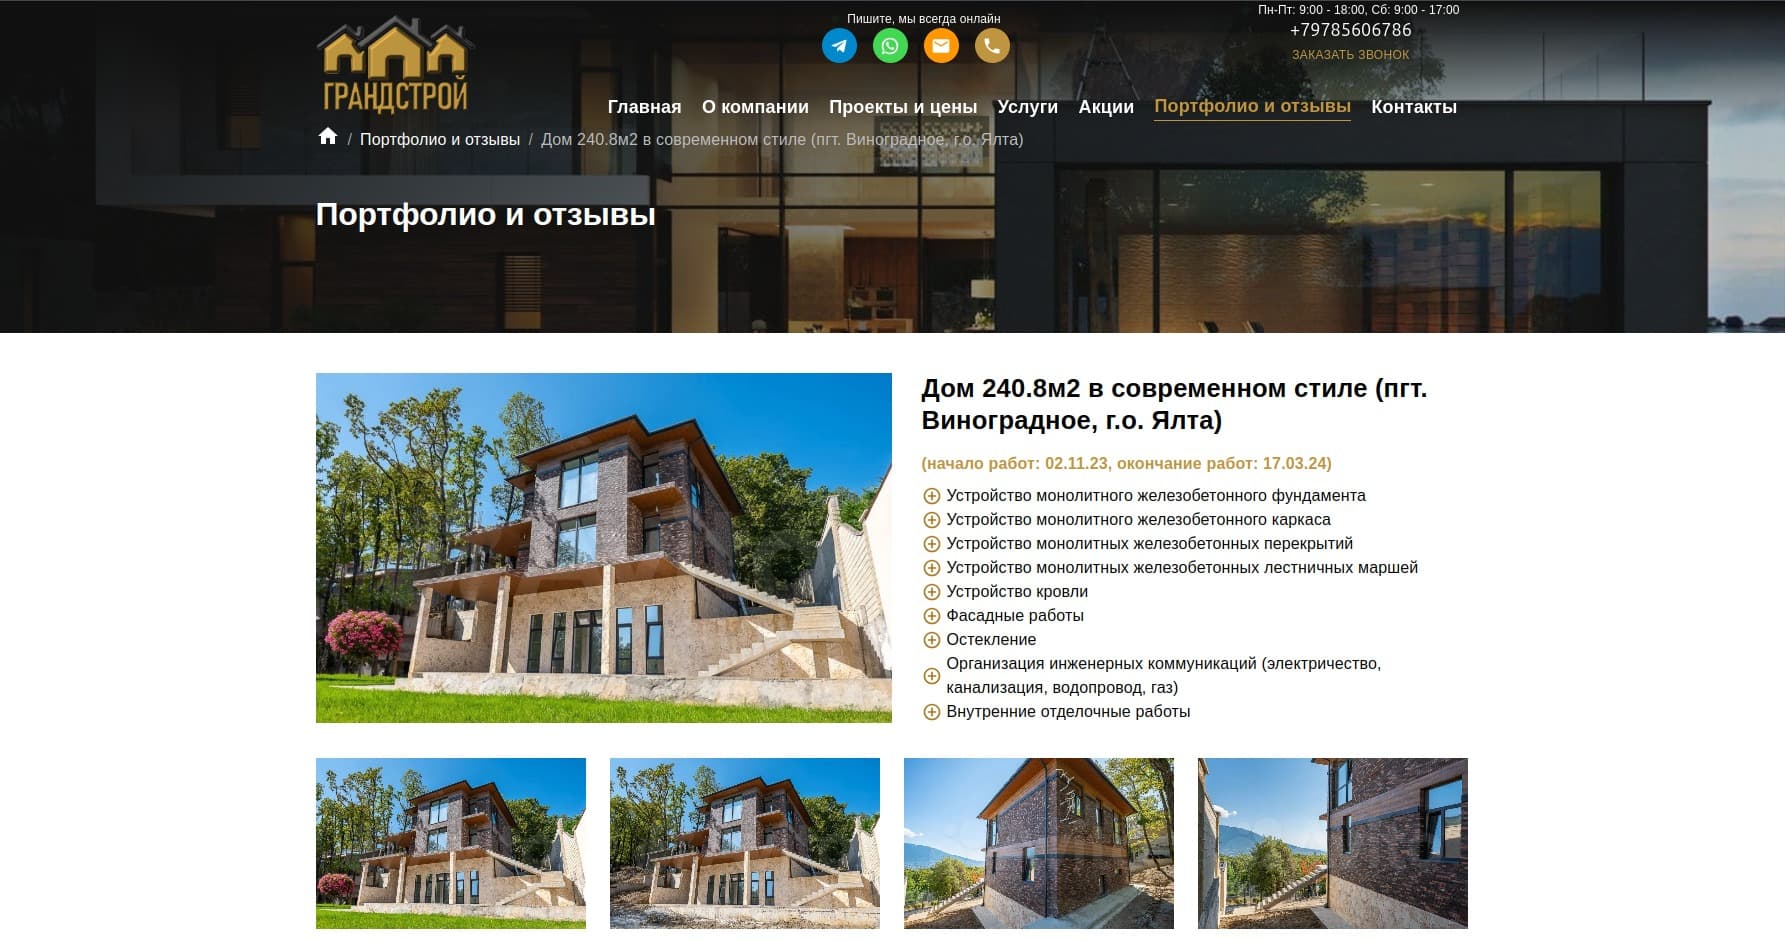 ГРАНДСТРОЙ
Пишите, мы всегда онлайн
Пн-Пт: 9:00 - 18:00, Сб: 9:00 - 17:00
+79785606786
ЗАКАЗАТЬ ЗВОНОК
Главная О компании Проекты и цены Услуги Акции Портфолио и отзывы Контакты
/ Портфолио и отзывы / Дом 240.8м2 в современном стиле (пгт. Виноградное, г.о. Ялта)
Портфолио и отзывы
Дом 240.8м2 в современном стиле (пгт.
Виноградное, г.о. Ялта)
(начало работ: 02.11.23, окончание работ: 17.03.24)
Устройство монолитного железобетонного фундамента
Устройство монолитного железобетонного каркаса
Устройство монолитных железобетонных перекрытий
Устройство монолитных железобетонных лестничных маршей
Устройство кровли
Фасадные работы
Остекление
Организация инженерных коммуникаций (электричество,
канализация, водопровод, газ)
Внутренние отделочные работы